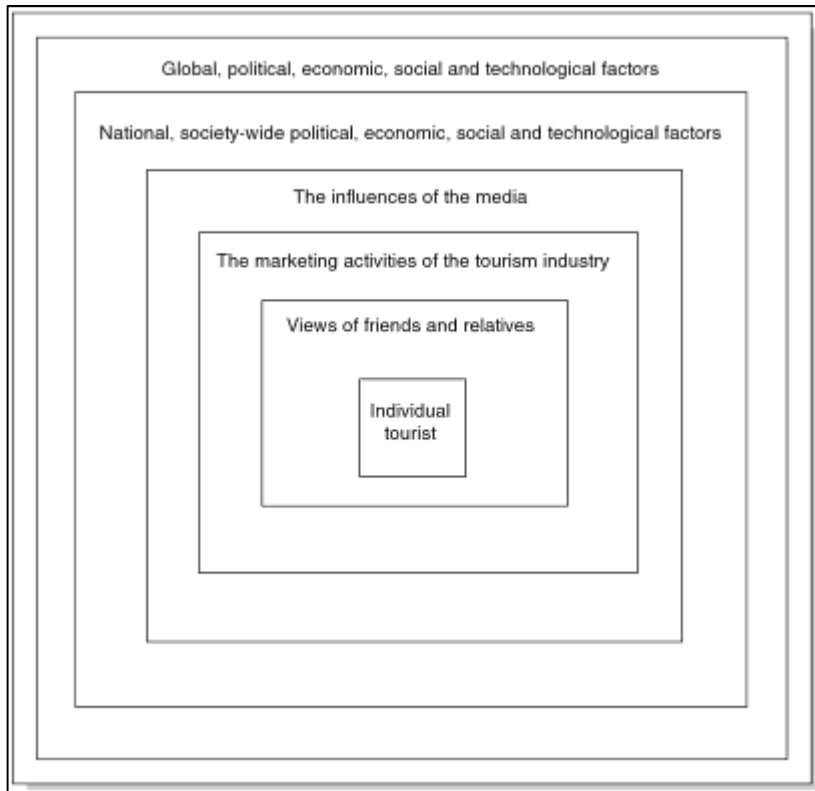 Global, political, economic, social and technological factors
National, society-wide political, economic, social and technological factors
The influences of the media
The marketing activities of the tourism industry
Views of friends and relatives
Individual
tourist